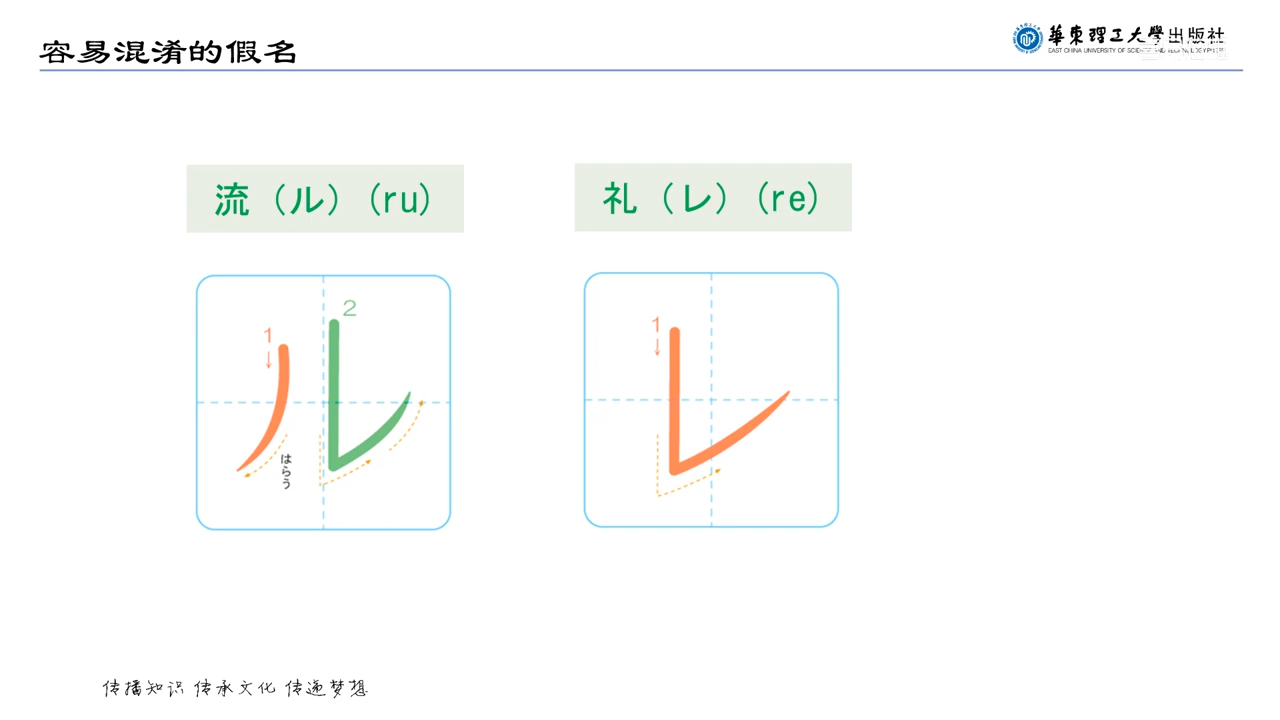 容易混淆的假名
華東理工大學出版社
流（ル）(ru)
礼（レ）(re)
1
2
はらう
1
传播知识 传承文化 传递梦想